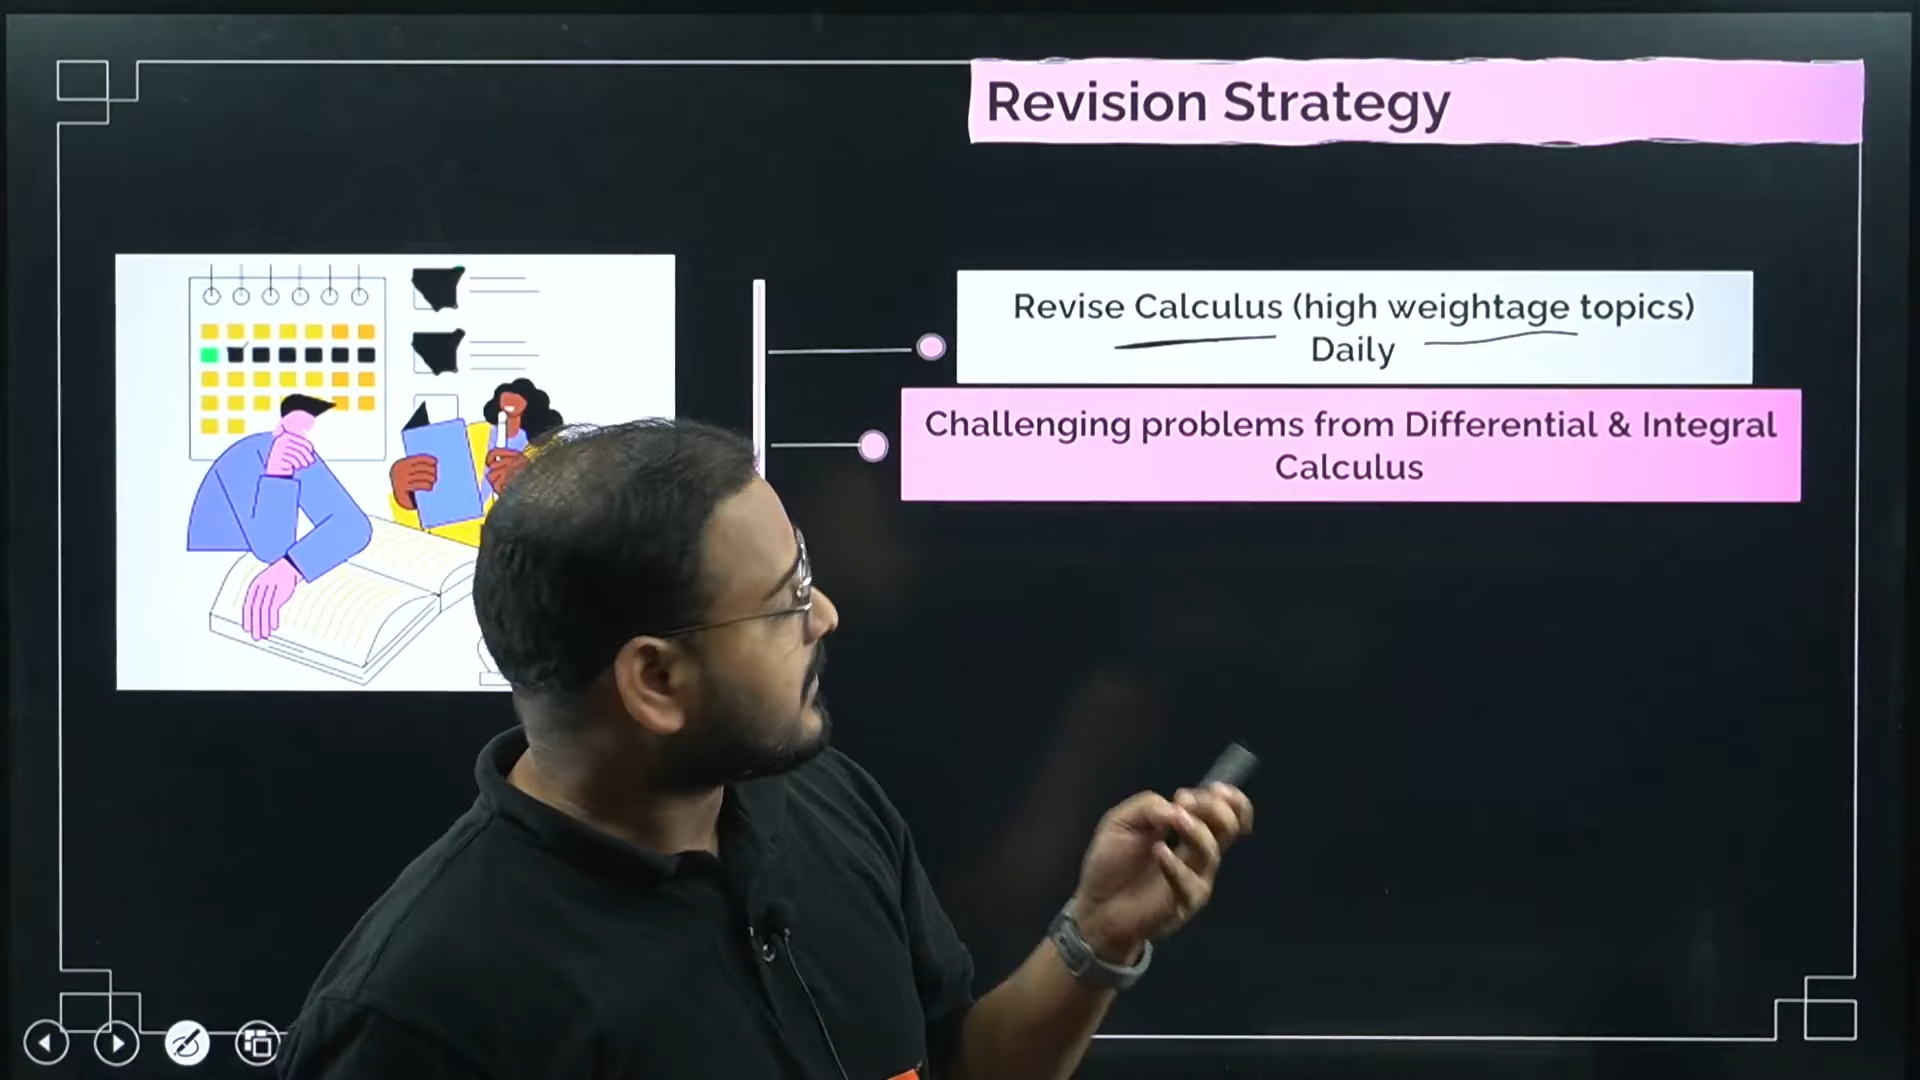 Revision Strategy
Revise Calculus (high weightage topics)
Daily
Challenging problems from Differential & Integral
Calculus